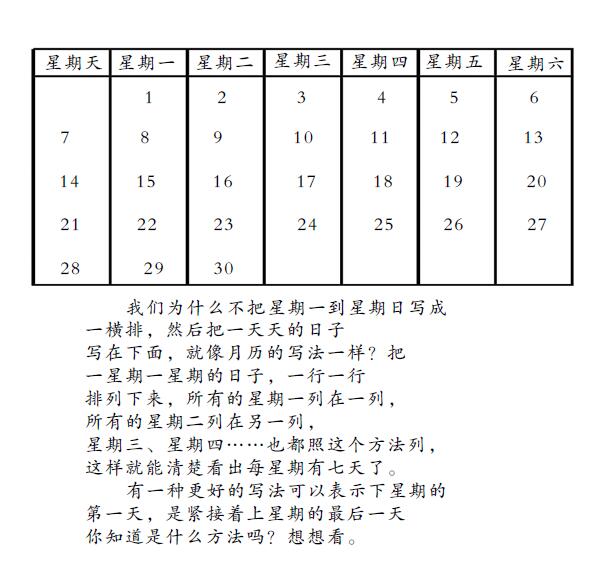 星期天 星期一 星期二 星期三 星期四 星期五 星期六
1 2 3 4 5 6
7 8 9 10 11 12 13
14 15 16 17 18 19 20
21 22 23 24 25 26 27
28 29 30
我们为什么不把星期一到星期日写成
一横排，然后把一天天的日子
写在下面，就像月历的写法一样？把
一星期一星期的日子，一行一行
排列下来，所有的星期一列在一列，
所有的星期二列在另一列，
星期三、星期四……也都照这个方法列，
这样就能清楚看出每星期有七天了。
有一种更好的写法可以表示下星期的
第一天，是紧接着上星期的最后一天
你知道是什么方法吗？想想看。